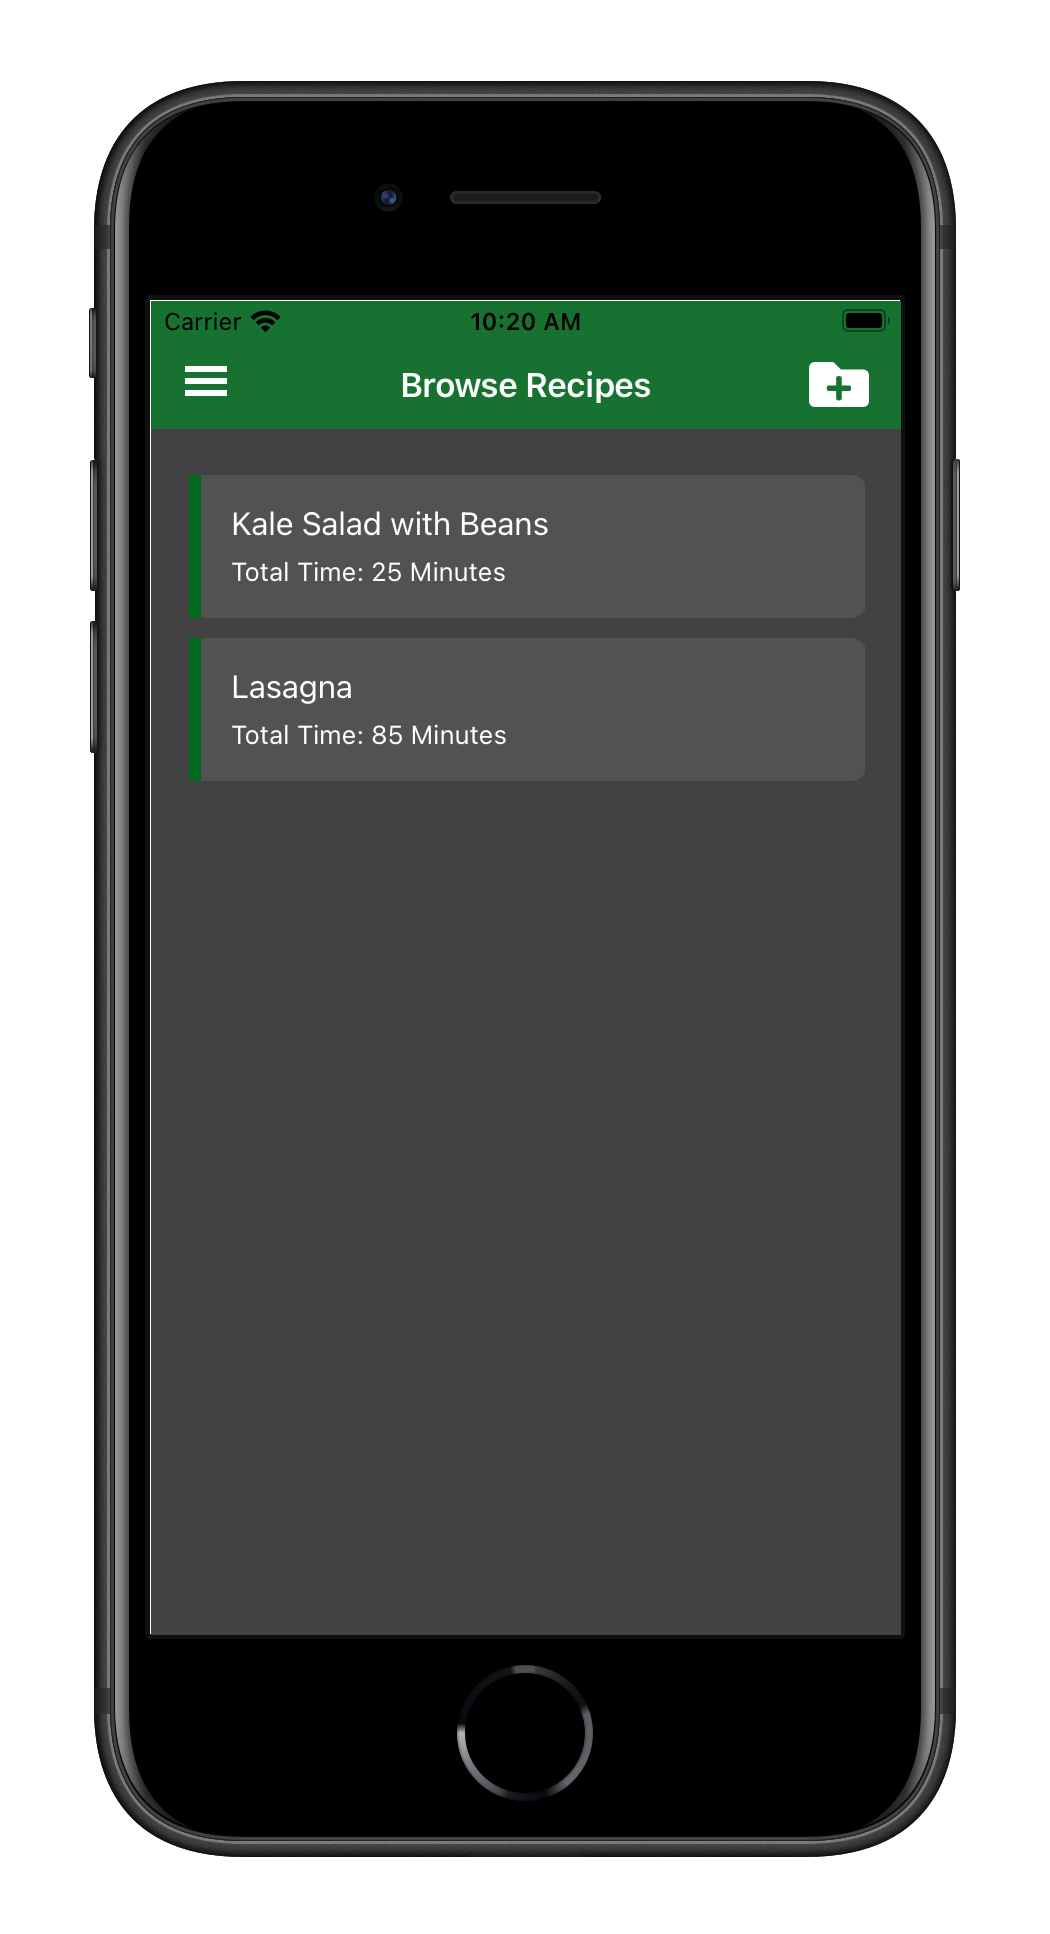 Carrier
10:20 AM
Browse Recipes
Kale Salad with Beans
Total Time: 25 Minutes
Lasagna
Total Time: 85 Minutes